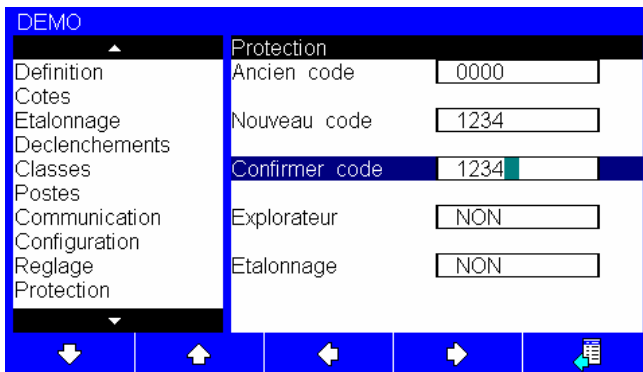 DEMO
Definition
Cotes
Etalonnage
Declenchements
Classes
Postes
Communication
Configuration
Reglage
Protection
Protection
Ancien code 0000
Nouveau code 1234
Confirmer code 1234
Explorateur NON
Etalonnage NON